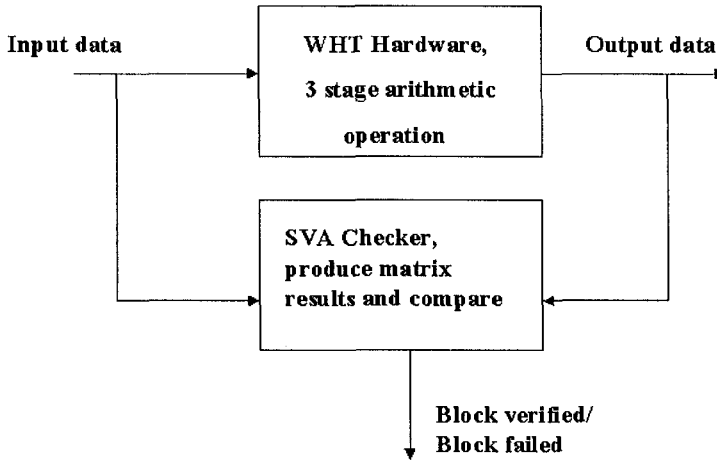 Input data
WHT Hardware,
3 stage arithmetic
operation
Output data
SVA Checker,
produce matrix
results and compare
Block verified/
Block failed